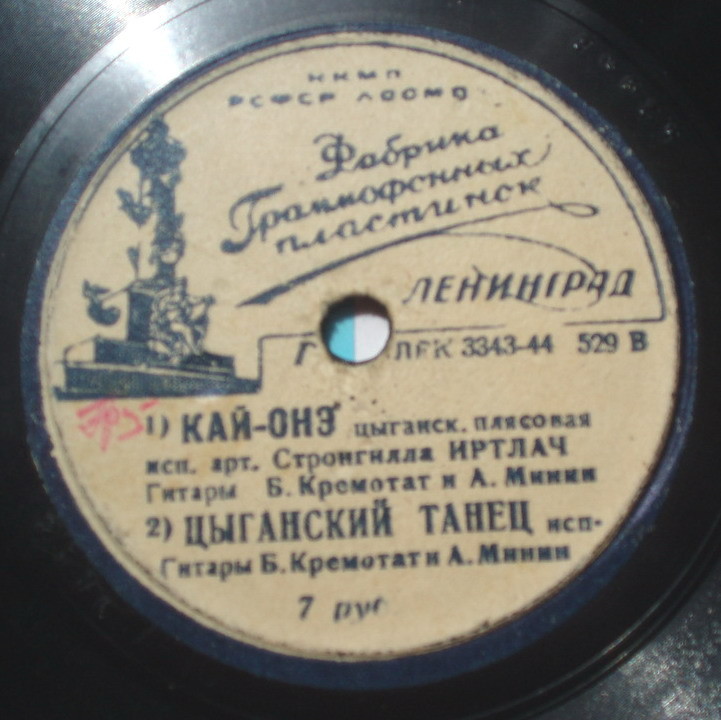 НКМП
РСФСР ЛООМП
Фабрика
Граммофонных
пластинок
ЛЕНИНГРАД
Г ЛРК 3343-44 529 В
1) КАЙ-ОНЭ цыганск. плясовая
исп. арт. Стронгилла ИРТЛАЧ
Гитары Б. Кремотат и А. Минин
2) ЦЫГАНСКИЙ ТАНЕЦ исп-
Гитары Б. Кремотат и А. Минин
7 руб